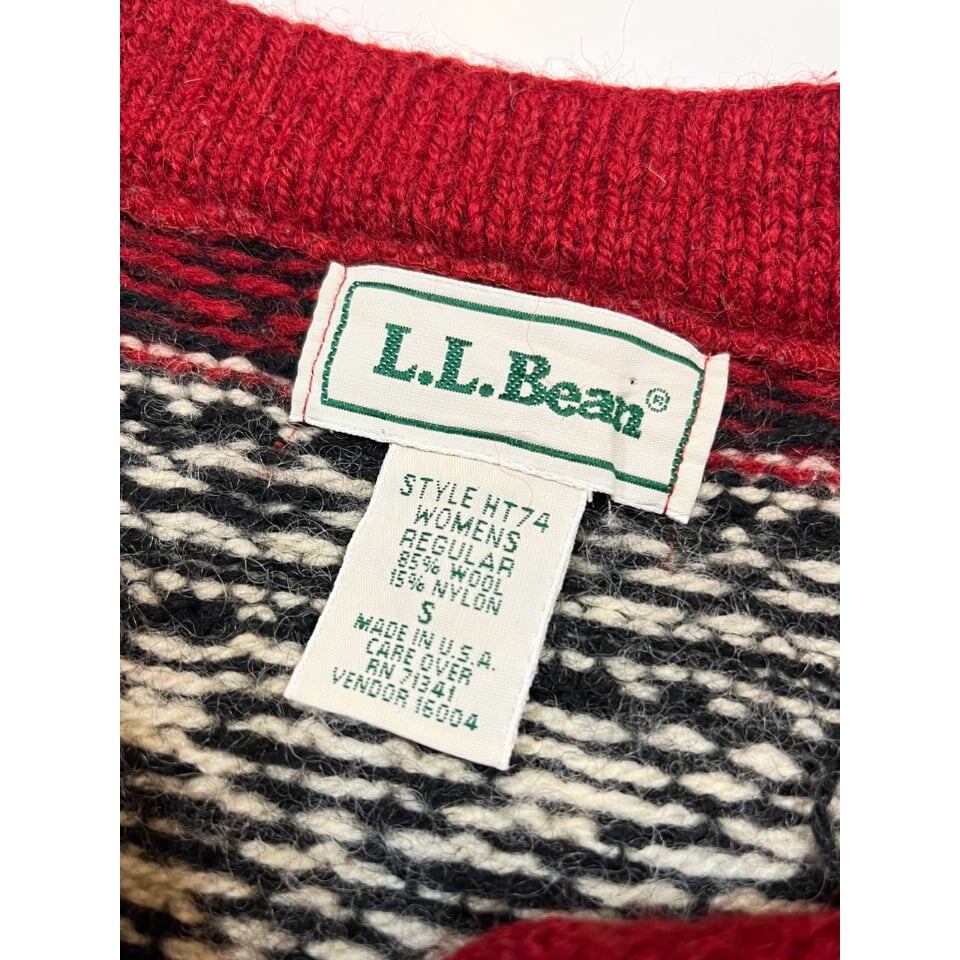 L.L.Bean®
STYLE HT74
WOMENS
REGULAR
85% WOOL
15% NYLON
S
MADE IN U.S.A.
CARE OVER
RN 71341
VENDOR 16004